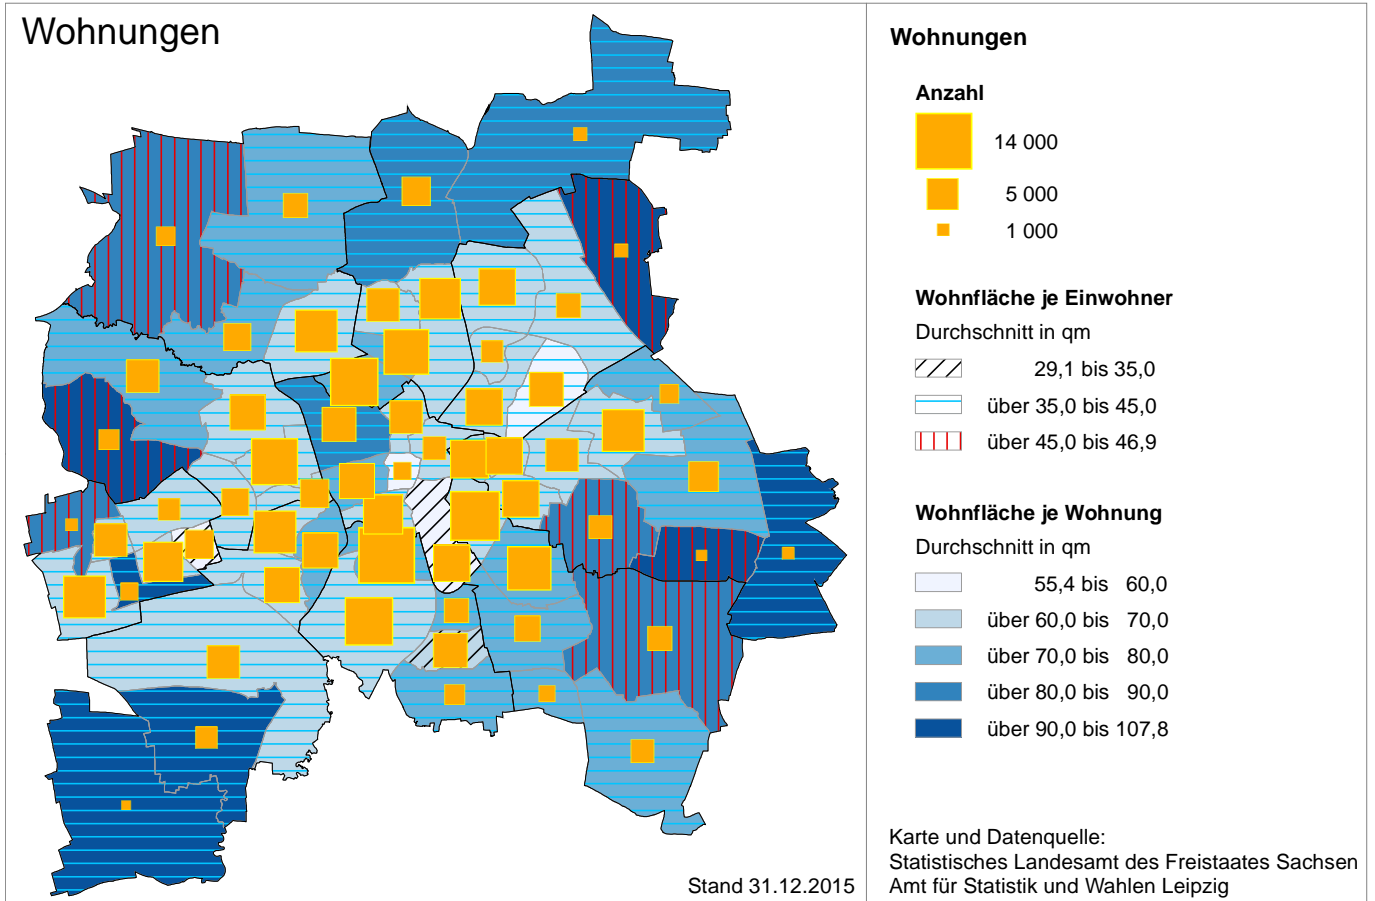 Wohnungen
Stand 31.12.2015
Wohnungen
Anzahl
14 000
5 000
1 000
Wohnfläche je Einwohner
Durchschnitt in qm
29,1 bis 35,0
über 35,0 bis 45,0
über 45,0 bis 46,9
Wohnfläche je Wohnung
Durchschnitt in qm
55,4 bis 60,0
über 60,0 bis 70,0
über 70,0 bis 80,0
über 80,0 bis 90,0
über 90,0 bis 107,8
Karte und Datenquelle:
Statistisches Landesamt des Freistaates Sachsen
Amt für Statistik und Wahlen Leipzig